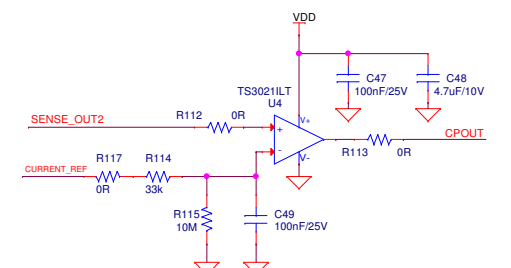 VDD
TS3021ILT
U4
C47
100nF/25V
C48
4.7uF/10V
SENSE_OUT2
R112
0R
V+
+
-
V-
R113
0R
CPOUT
CURRENT_REF
R117
0R
R114
33k
R115
10M
C49
100nF/25V